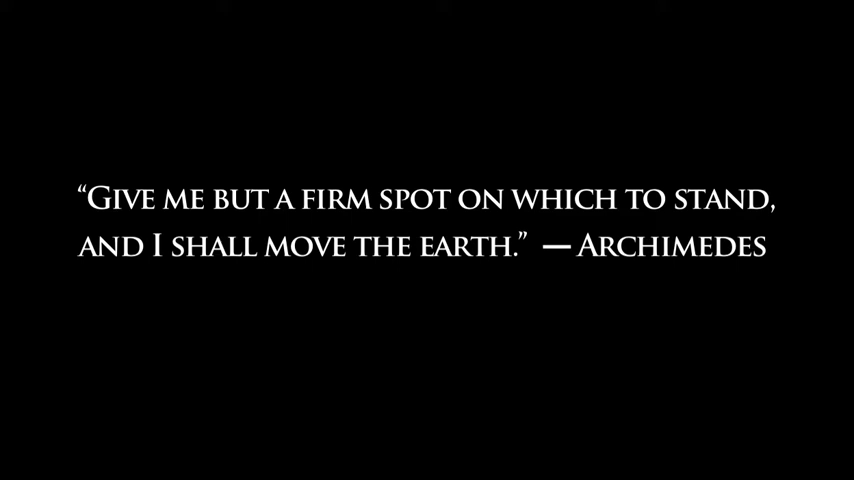 “Give me but a firm spot on which to stand,
and I shall move the earth.” — Archimedes